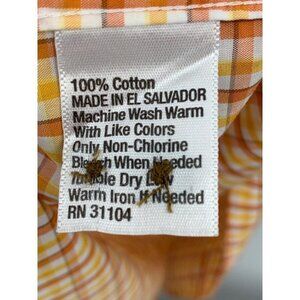 100% Cotton
MADE IN EL SALVADOR
Machine Wash Warm
With Like Colors
Only Non-Chlorine
Bleach When Needed
Tumble Dry Low
Warm Iron If Needed
RN 31104